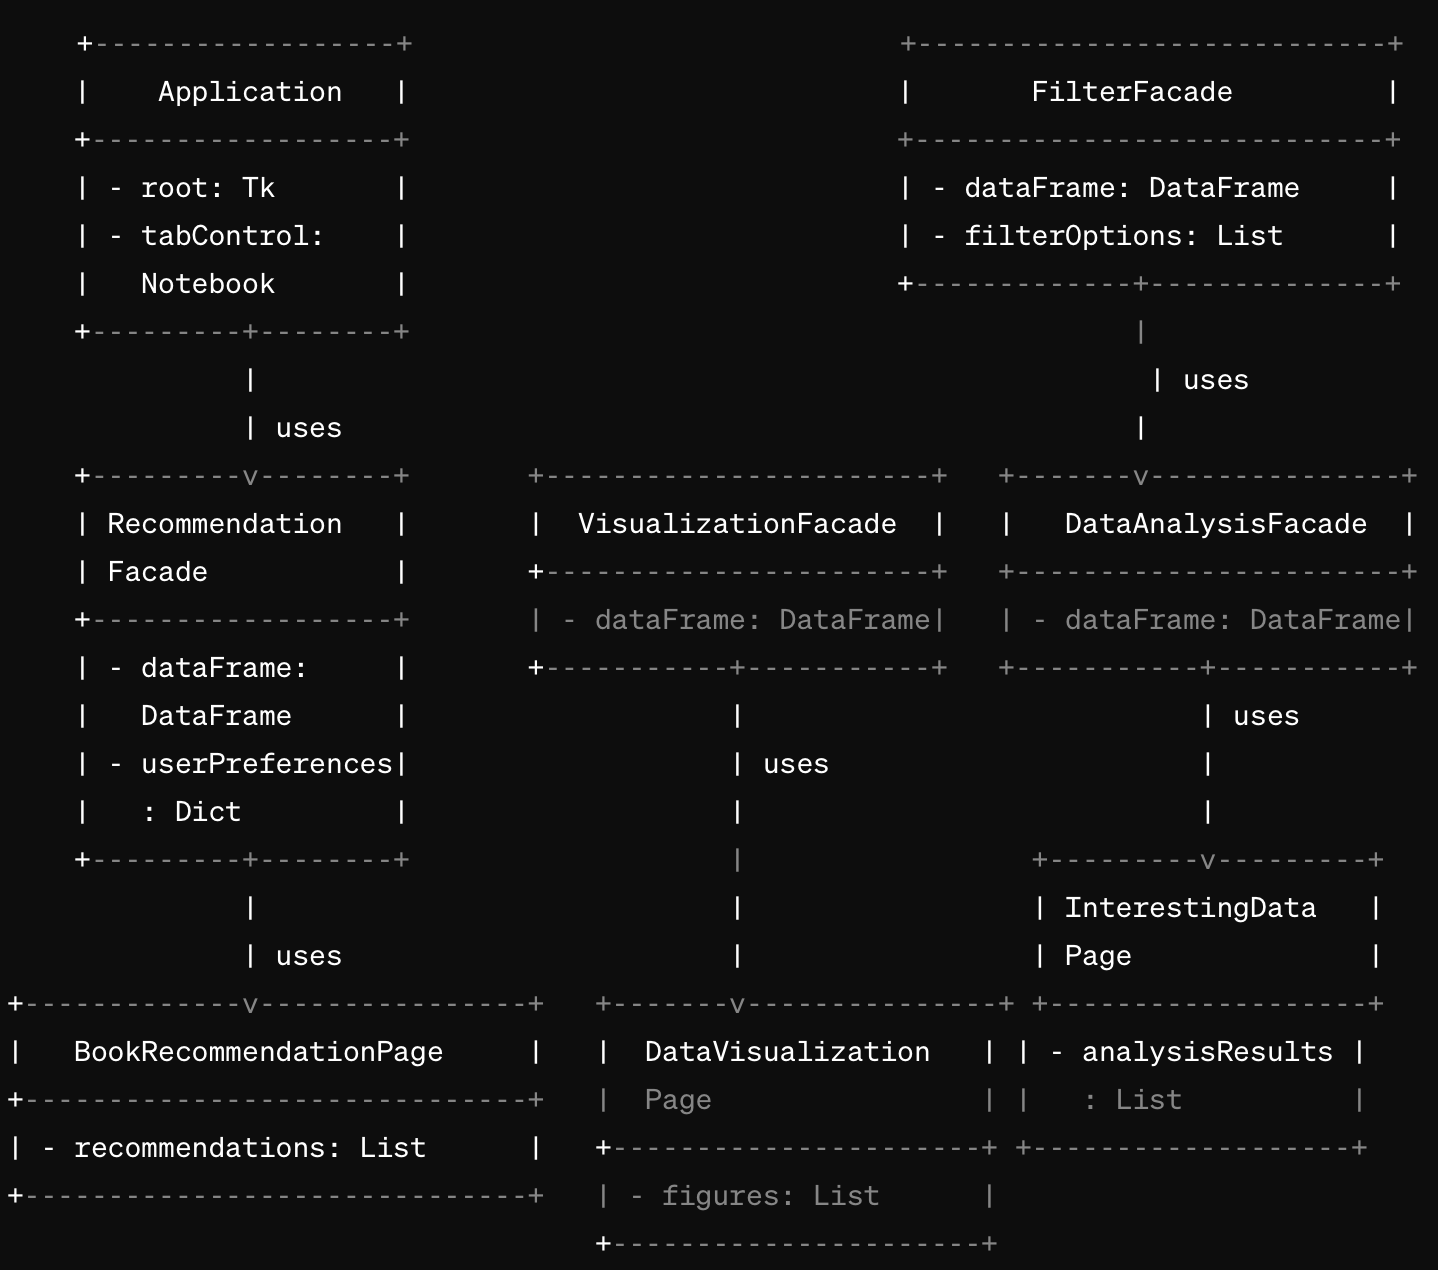 +------------------+                             +----------------------------+
|    Application   |                             |       FilterFacade         |
+------------------+                             +----------------------------+
| - root: Tk       |                             | - dataFrame: DataFrame     |
| - tabControl:    |                             | - filterOptions: List      |
|   Notebook       |                             +-------------+--------------+
+---------+--------+                                           |
          |                                                     | uses
          | uses                                               |
+---------v--------+       +-----------------------+   +-------v---------------+
| Recommendation   |       |  VisualizationFacade  |   |   DataAnalysisFacade  |
| Facade           |       +-----------------------+   +-----------------------+
+------------------+       | - dataFrame: DataFrame|   | - dataFrame: DataFrame|
| - dataFrame:     |       +-----------+-----------+   +-----------+-----------+
|   DataFrame      |                   |                           | uses
| - userPreferences|                   | uses                      |
|   : Dict         |                   |                           |
+---------+--------+                   |                 +---------v---------+
          |                            |                 | InterestingData   |
          | uses                       |                 | Page              |
+-------------v----------------+   +-------v---------------+ +-------------------+
|   BookRecommendationPage     |   |  DataVisualization   | | - analysisResults |
+------------------------------+   |  Page                | |   : List          |
| - recommendations: List      |   +----------------------+ +-------------------+
+------------------------------+   | - figures: List      |
+----------------------+